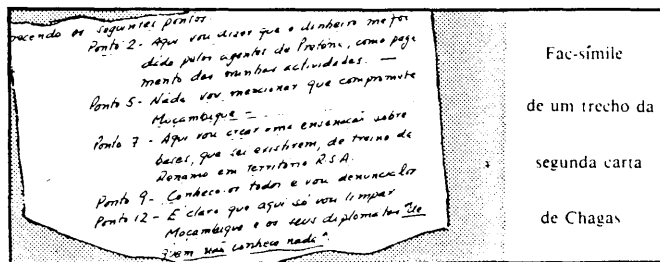 recendo os seguintes pontos
Ponto 2 - Aqui vou dizer que o dinheiro me foi
dado pelos agentes de Pretória, como paga
mento das minhas actividades. —
Ponto 5 - Nada vou mencionar que comprometa
Moçambique —
Ponto 7 - Aqui vou criar uma sobre
bases, que sei existirem, de treino da
Renamo em Território R.S.A.
Ponto 9 - Conheço-os todos e vou denunciá-los
Ponto 12 - É claro que aqui só vou limpar
Moçambique e os seus diplomatas "de
quem não conheço nada".
Fac-símile
de um trecho da
segunda carta
de Chagas